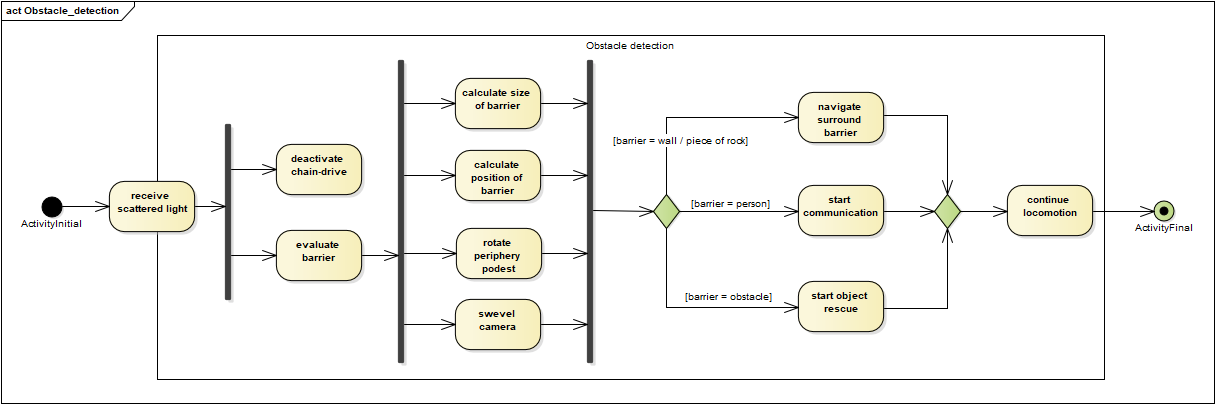 act Obstacle_detection
Obstacle detection
ActivityInitial
receive
scattered light
deactivate
chain-drive
evaluate
barrier
calculate size
of barrier
calculate
position of
barrier
rotate
periphery
podest
swevel
camera
[barrier = wall / piece of rock]
[barrier = person]
[barrier = obstacle]
navigate
surround
barrier
start
communication
start object
rescue
continue
locomotion
ActivityFinal